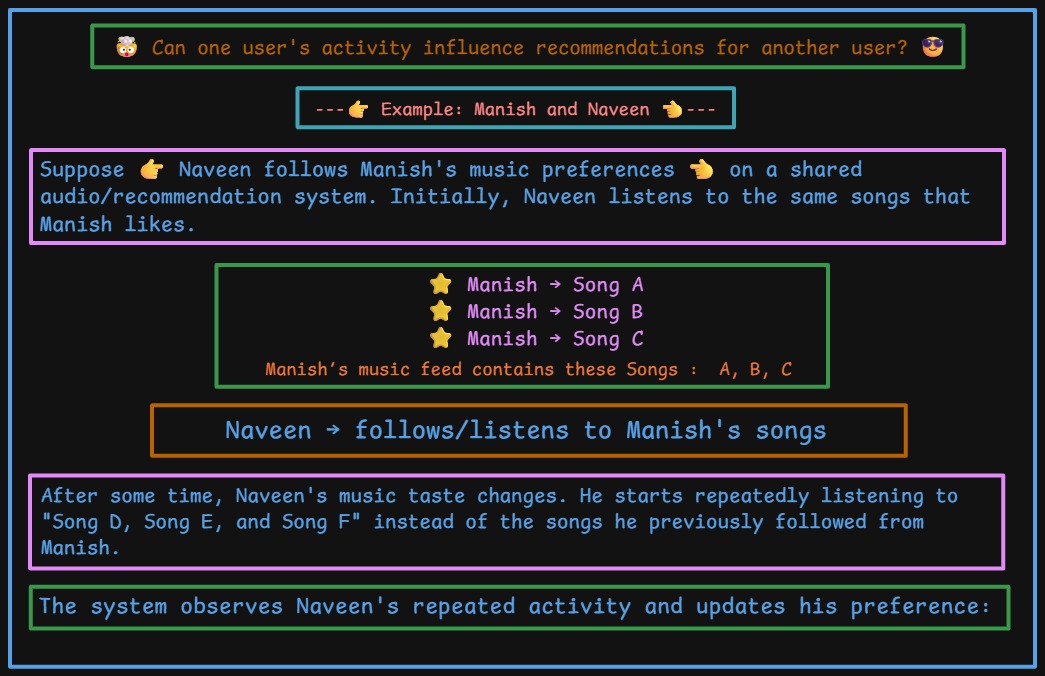 🤯 Can one user's activity influence recommendations for another user? 😎
---👉 Example: Manish and Naveen 👈---
Suppose 👉 Naveen follows Manish's music preferences 👈 on a shared
audio/recommendation system. Initially, Naveen listens to the same songs that
Manish likes.
⭐ Manish → Song A
⭐ Manish → Song B
⭐ Manish → Song C
Manish’s music feed contains these Songs : A, B, C
Naveen → follows/listens to Manish's songs
After some time, Naveen's music taste changes. He starts repeatedly listening to
"Song D, Song E, and Song F" instead of the songs he previously followed from
Manish.
The system observes Naveen's repeated activity and updates his preference: